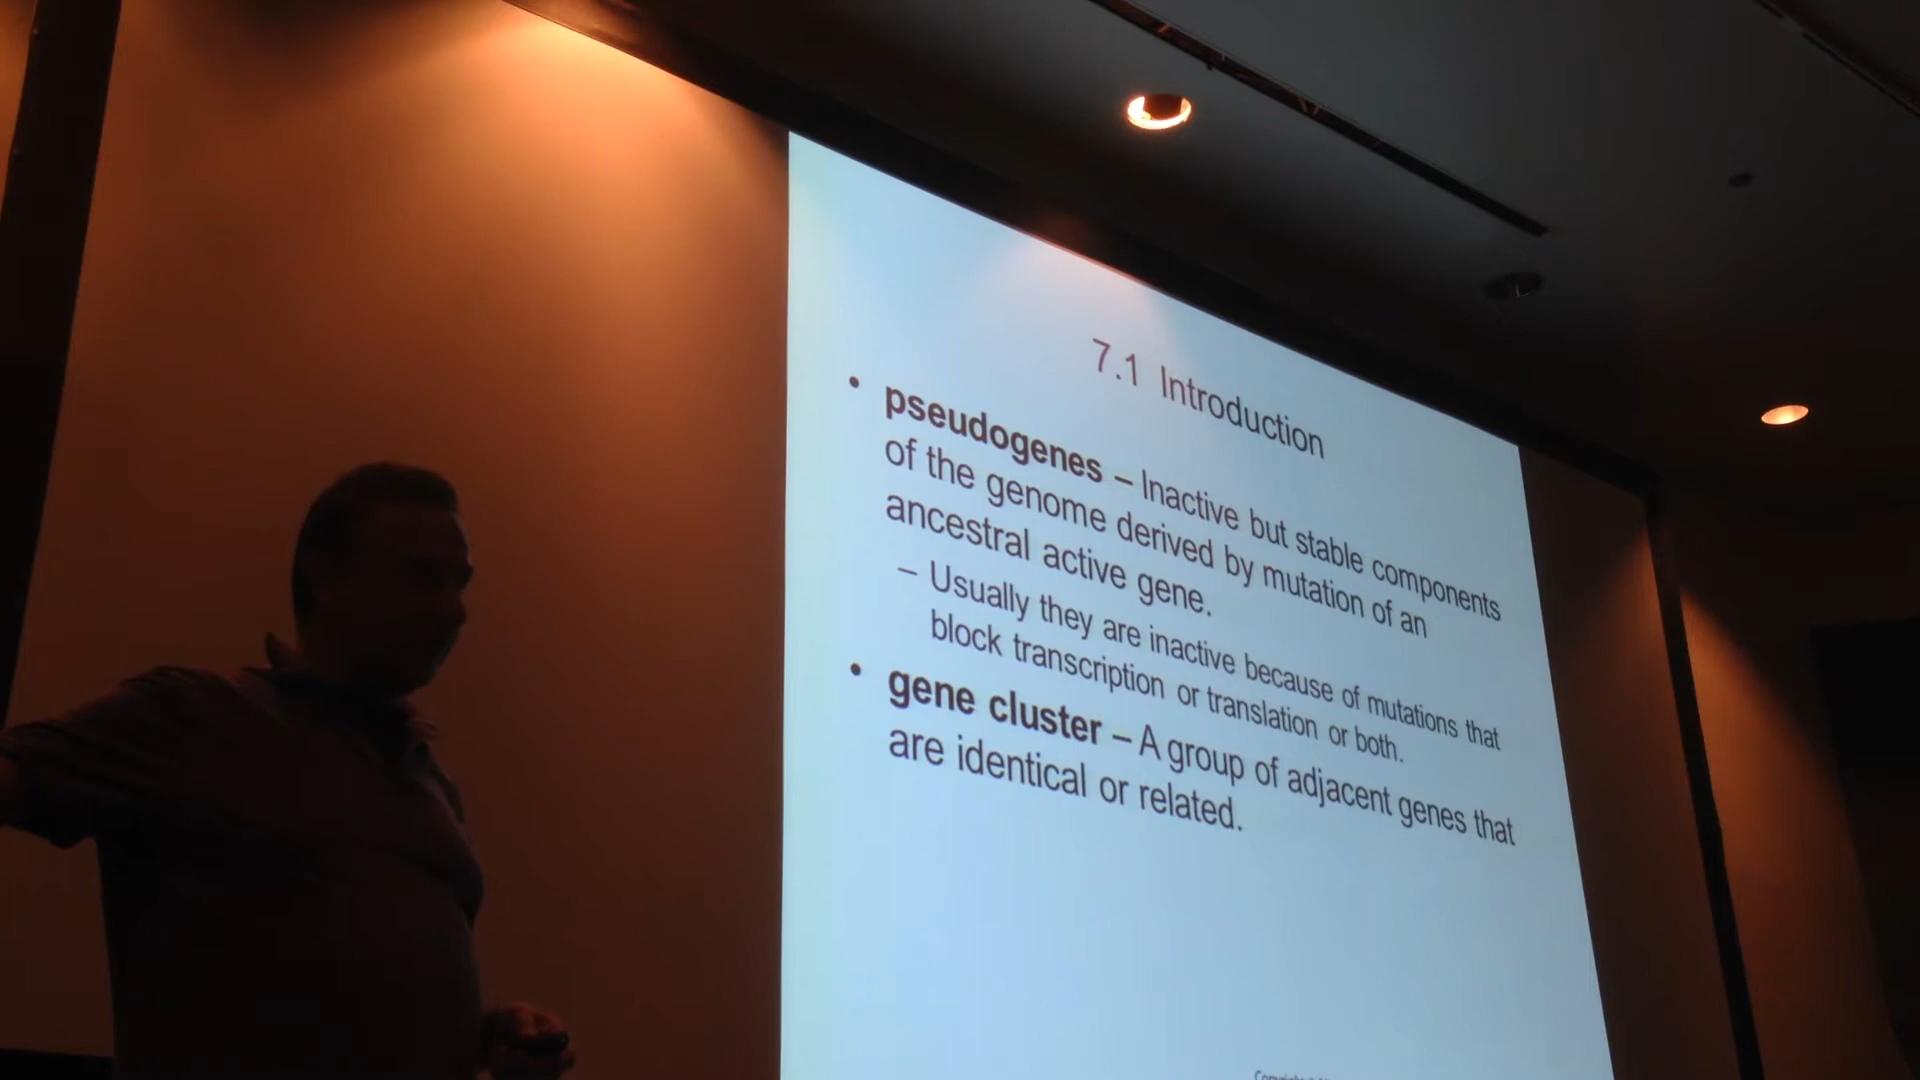 7.1 Introduction
• pseudogenes – Inactive but stable components
of the genome derived by mutation of an
ancestral active gene.
– Usually they are inactive because of mutations that
block transcription or translation or both.
• gene cluster – A group of adjacent genes that
are identical or related.